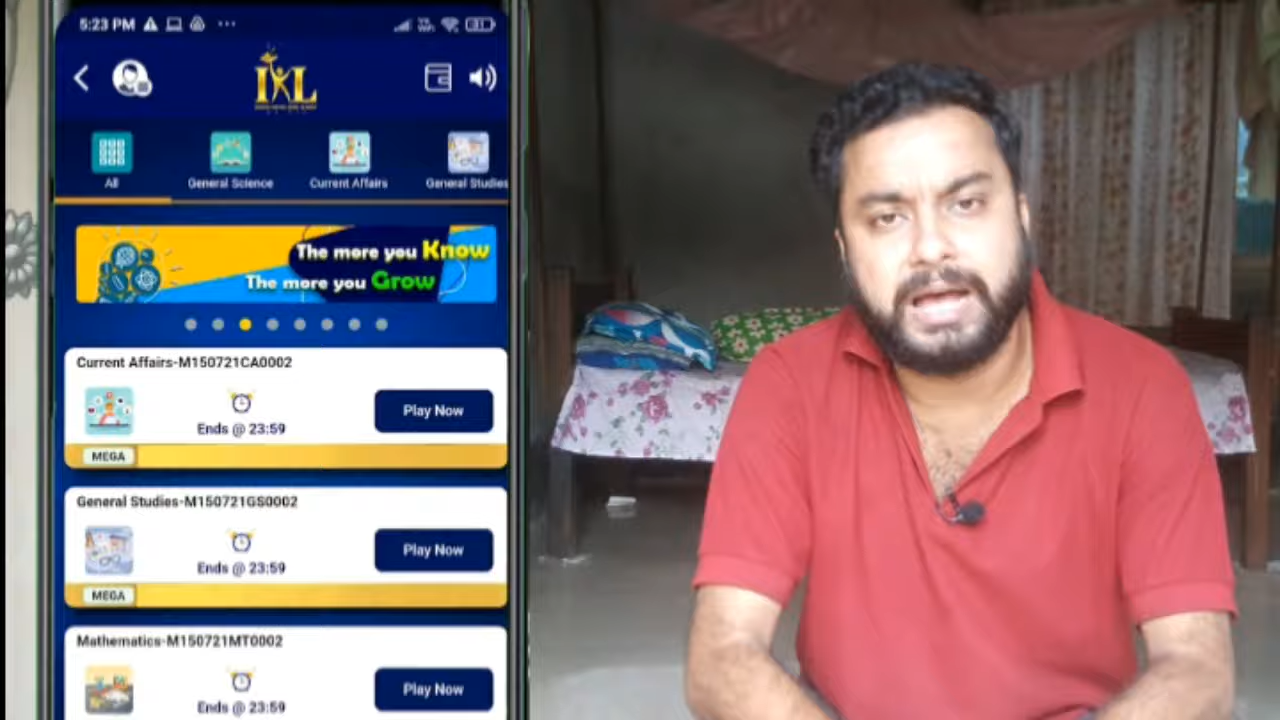 5:23 PM
IKL
All
General Science
Current Affairs
General Studies
The more you Know
The more you Grow
Current Affairs-M150721CA0002
Ends @ 23:59
Play Now
MEGA
General Studies-M150721GS0002
Ends @ 23:59
Play Now
MEGA
Mathematics-M150721MT0002
Ends @ 23:59
Play Now